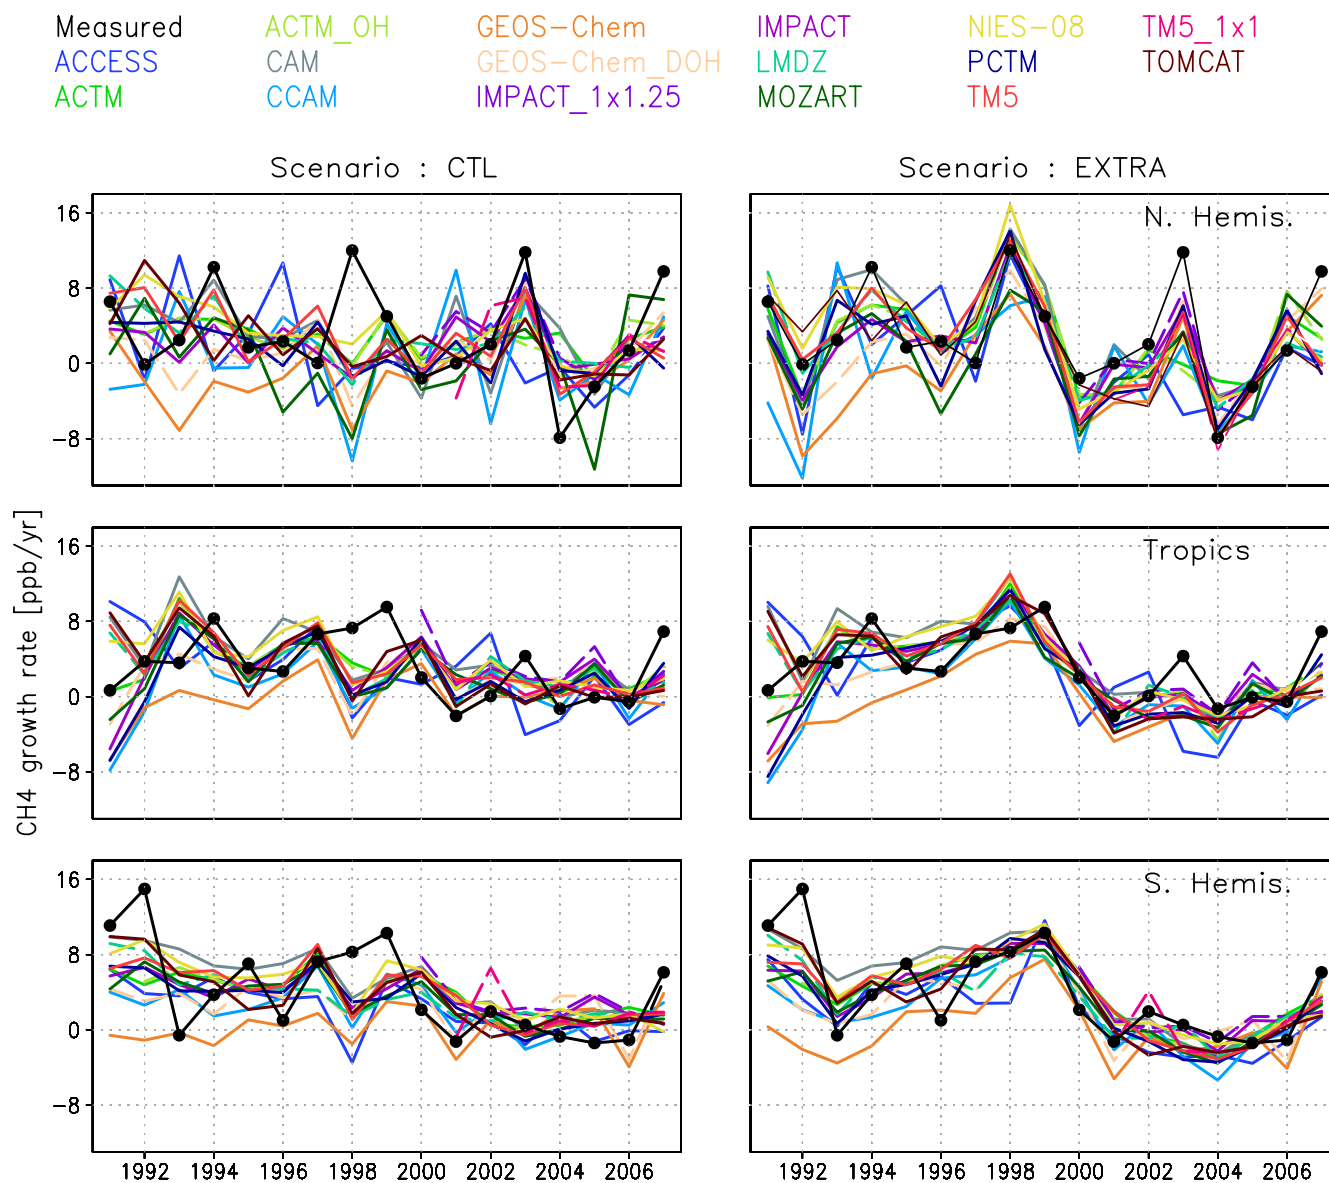 Measured ACTM_OH GEOS-Chem IMPACT NIES-08 TM5_1x1
ACCESS CAM GEOS-Chem_DOH LMDZ PCTM TOMCAT
ACTM CCAM IMPACT_1x1.25 MOZART TM5
Scenario : CTL Scenario : EXTRA
N. Hemis.
16
8
0
-8
CH4 growth rate [ppb/yr]
Tropics
16
8
0
-8
S. Hemis.
16
8
0
-8
1992 1994 1996 1998 2000 2002 2004 2006 1992 1994 1996 1998 2000 2002 2004 2006